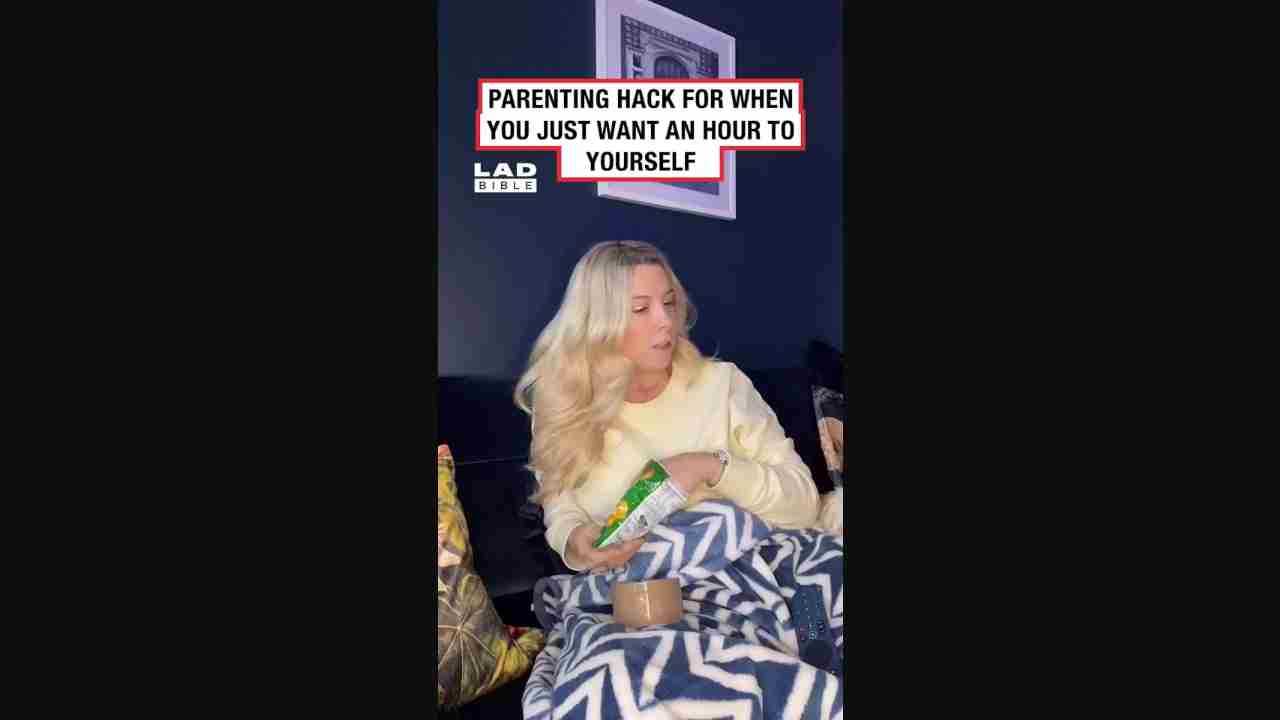 PARENTING HACK FOR WHEN
YOU JUST WANT AN HOUR TO
YOURSELF
LAD
BIBLE